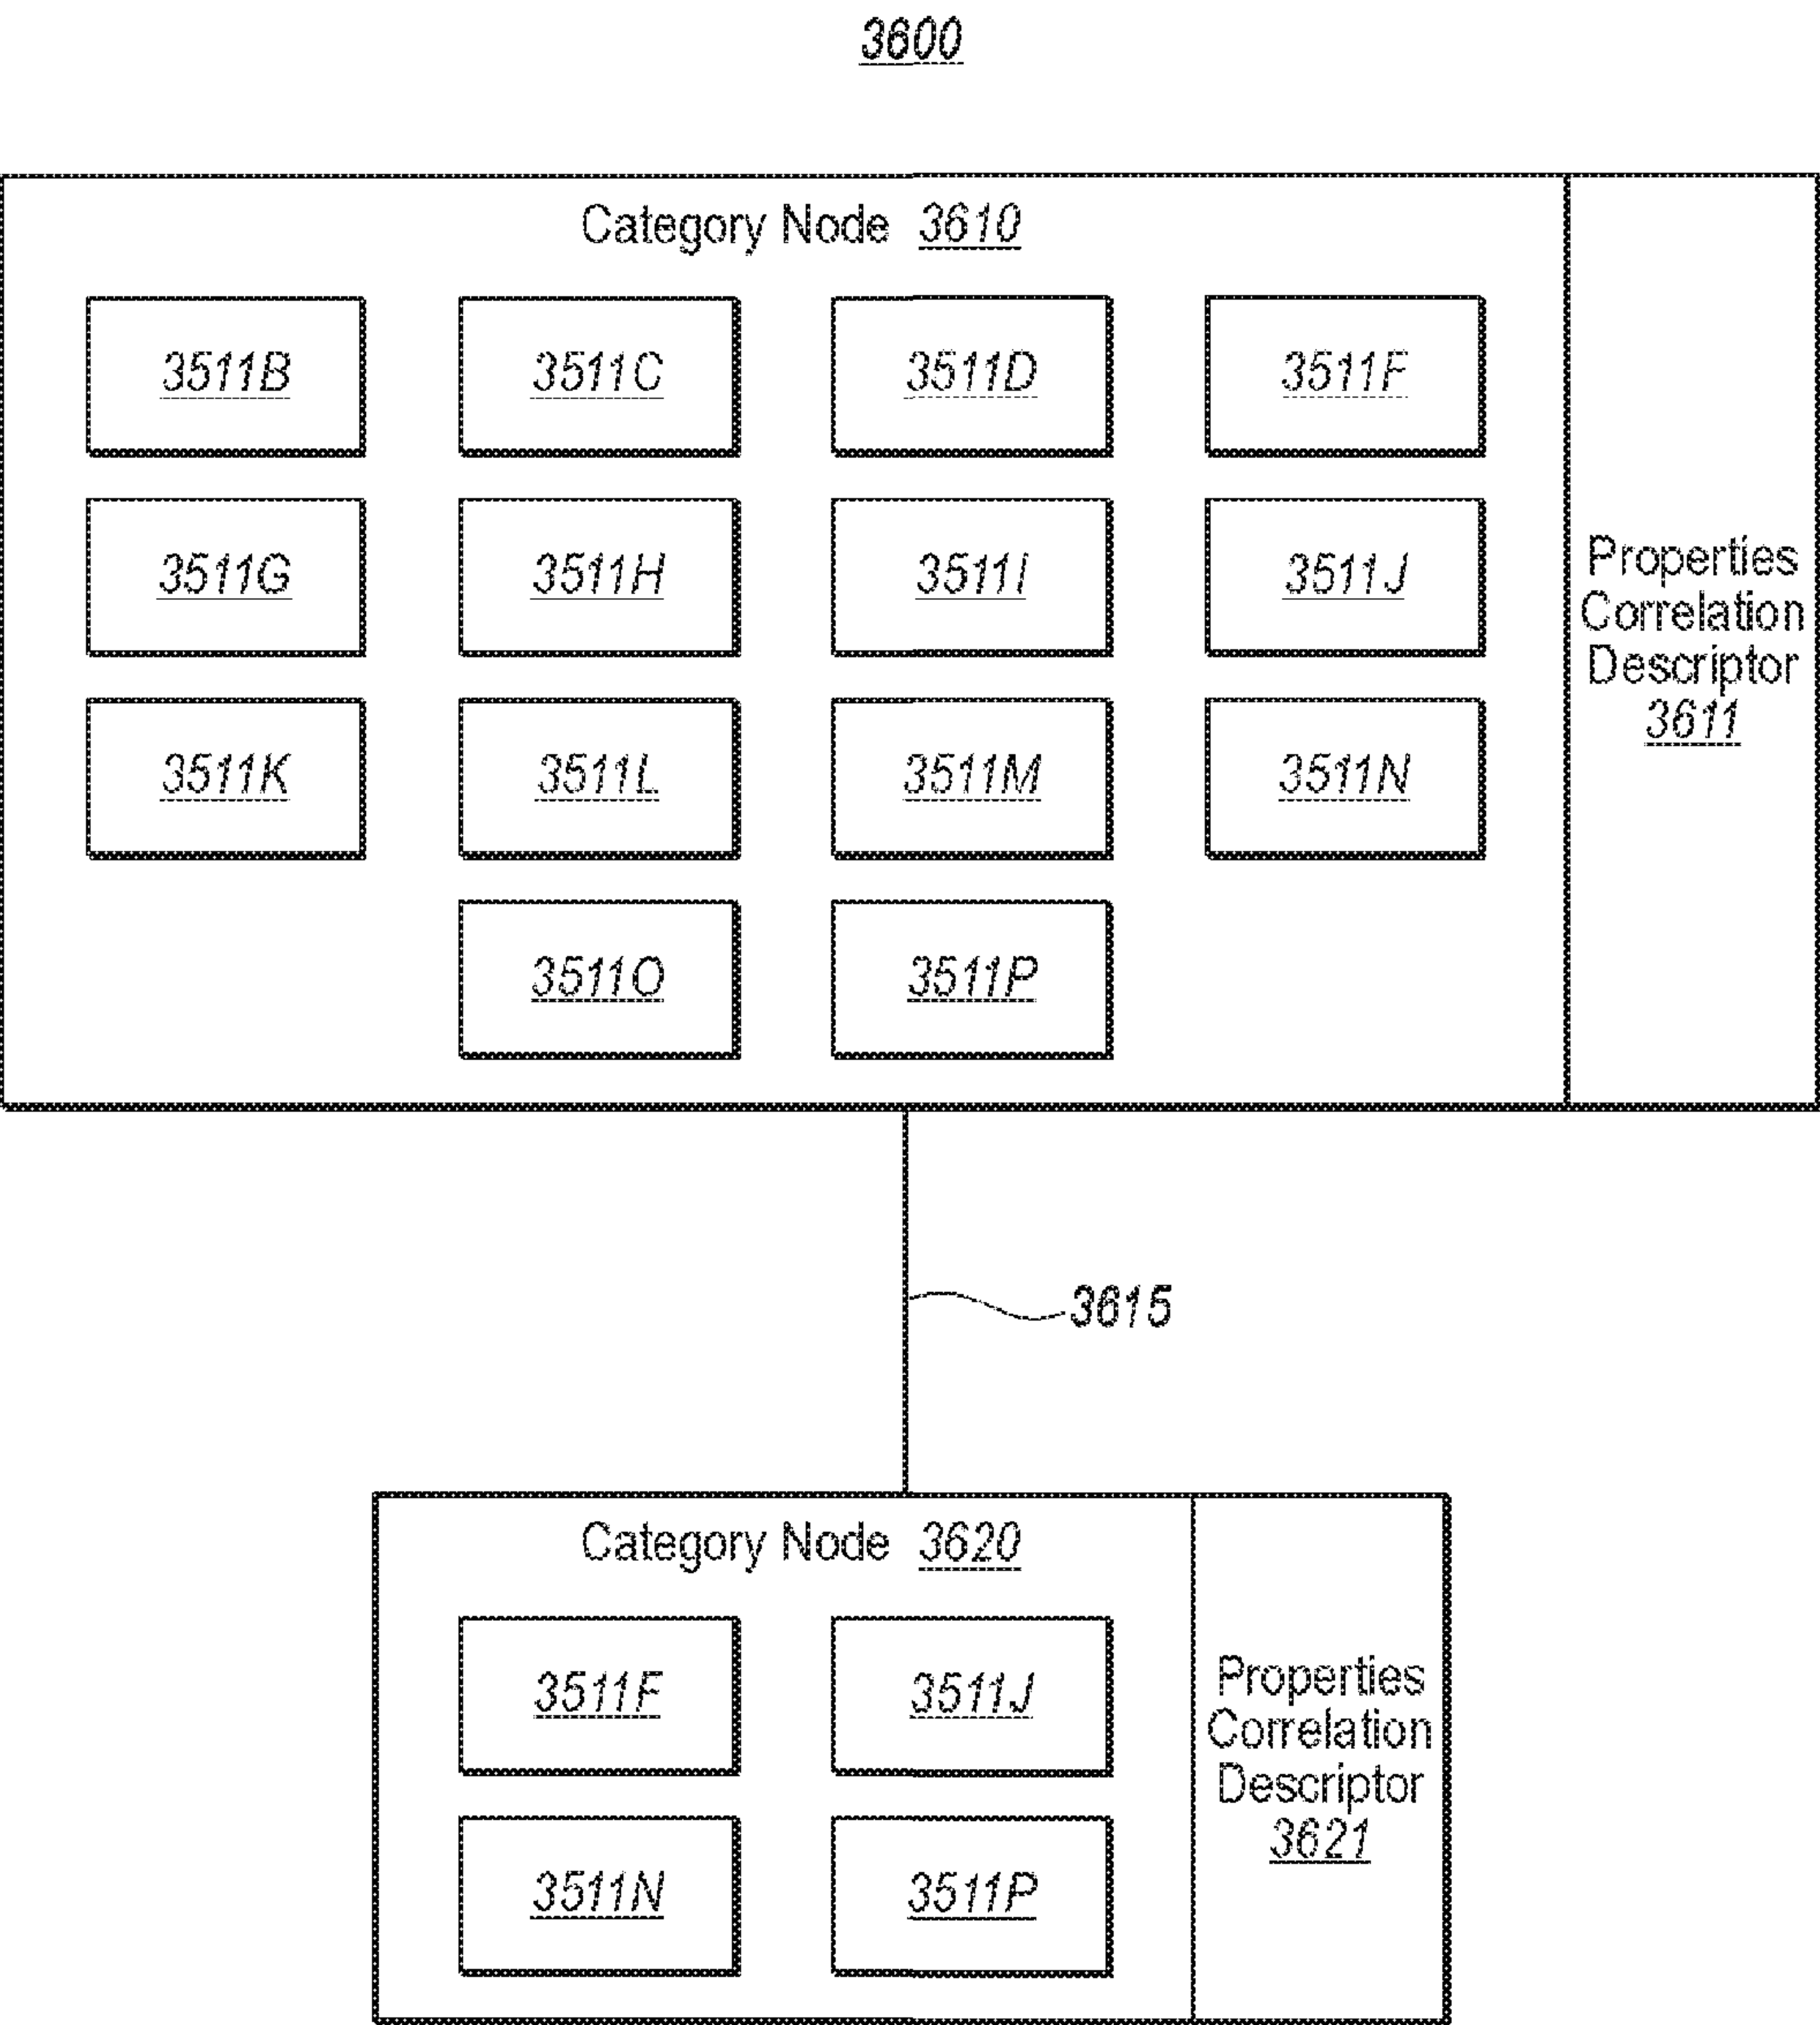 3600
Category Node 3610
3511B 3511C 3511D 3511F
3511G 3511H 3511I 3511J
3511K 3511L 3511M 3511N
3511O 3511P
Properties
Correlation
Descriptor
3611
3615
Category Node 3620
3511F 3511J
3511N 3511P
Properties
Correlation
Descriptor
3621